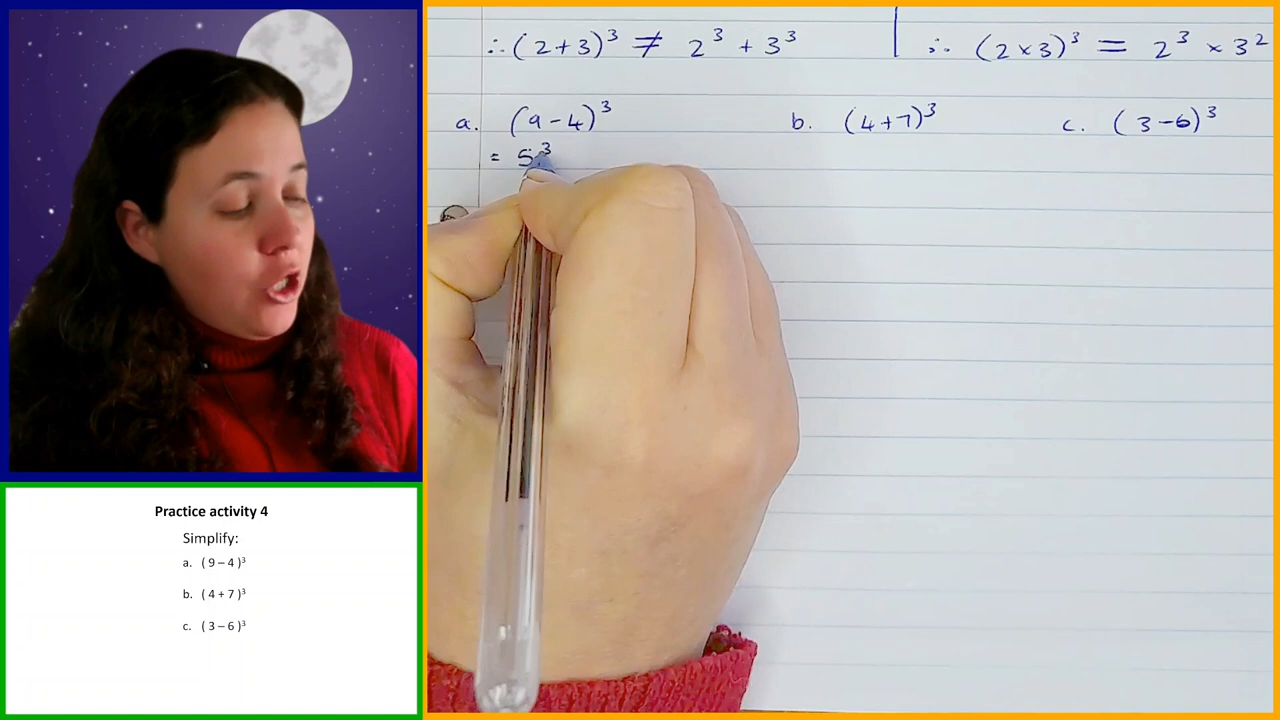 ∴ (2+3)³ ≠ 2³ + 3³
∴ (2×3)³ = 2³ × 3²
a. (9-4)³
b. (4+7)³
c. (3-6)³
= 5³
Practice activity 4
Simplify:
a. ( 9 – 4 )³
b. ( 4 + 7 )³
c. ( 3 – 6 )³